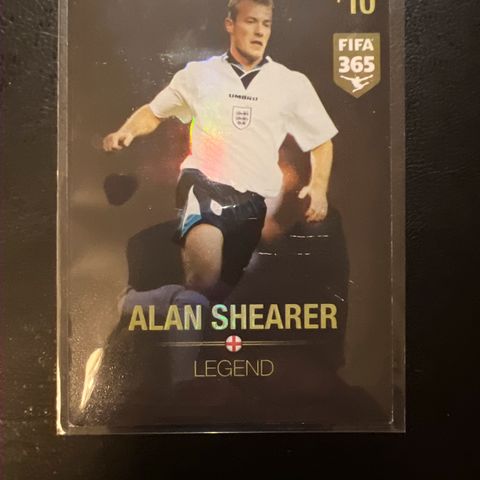 10
FIFA
365
UMBRO
ALAN SHEARER
LEGEND